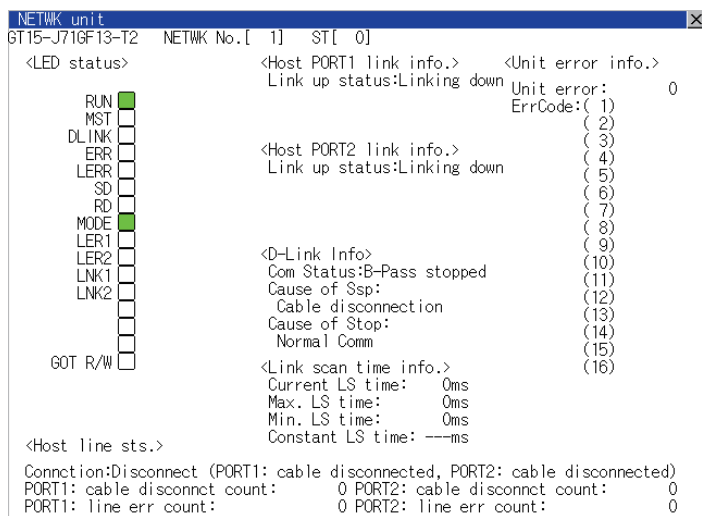 NETWK unit
GT15-J71GF13-T2 NETWK No.[ 1] ST[ 0]
<LED status>
RUN
MST
DLINK
ERR
LERR
SD
RD
MODE
LER1
LER2
LNK1
LNK2
GOT R/W
<Host PORT1 link info.>
Link up status:Linking down
<Host PORT2 link info.>
Link up status:Linking down
<D-Link Info>
Com Status:B-Pass stopped
Cause of Ssp:
Cable disconnection
Cause of Stop:
Normal Comm
<Link scan time info.>
Current LS time: 0ms
Max. LS time: 0ms
Min. LS time: 0ms
Constant LS time: ---ms
<Unit error info.>
Unit error: 0
ErrCode:( 1)
( 2)
( 3)
( 4)
( 5)
( 6)
( 7)
( 8)
( 9)
(10)
(11)
(12)
(13)
(14)
(15)
(16)
<Host line sts.>
Connction:Disconnect (PORT1: cable disconnected, PORT2: cable disconnected)
PORT1: cable disconnct count: 0 PORT2: cable disconnct count: 0
PORT1: line err count: 0 PORT2: line err count: 0